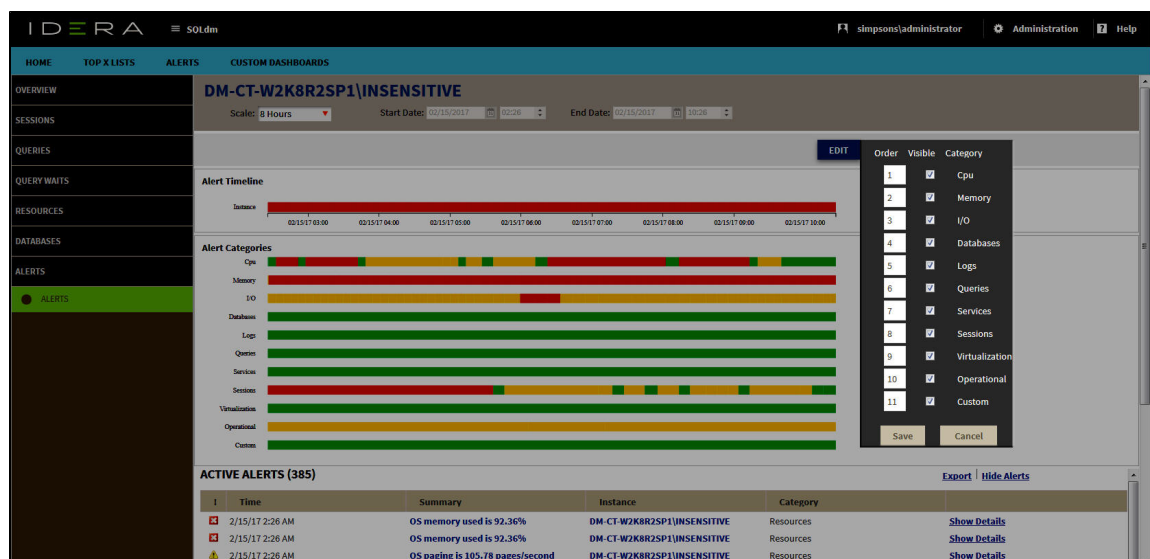 IDERA
SQLdm
simpsons\administrator
Administration
? Help
HOME TOP X LISTS ALERTS CUSTOM DASHBOARDS
OVERVIEW
SESSIONS
QUERIES
QUERY WAITS
RESOURCES
DATABASES
ALERTS
ALERTS
DM-CT-W2K8R2SP1\INSENSITIVE
Scale: 8 Hours Start Date: 02/15/2017 02:26 End Date: 02/15/2017 10:26
EDIT
Order Visible Category
1 Cpu
2 Memory
3 I/O
4 Databases
5 Logs
6 Queries
7 Services
8 Sessions
9 Virtualization
10 Operational
11 Custom
Save Cancel
Alert Timeline
Instance
02/15/17 03:00 02/15/17 04:00 02/15/17 05:00 02/15/17 06:00 02/15/17 07:00 02/15/17 08:00 02/15/17 09:00 02/15/17 10:00
Alert Categories
Cpu
Memory
I/O
Databases
Logs
Queries
Services
Sessions
Virtualization
Operational
Custom
ACTIVE ALERTS (385) Export Hide Alerts
! Time Summary Instance Category
2/15/17 2:26 AM OS memory used is 92.36% DM-CT-W2K8R2SP1\INSENSITIVE Resources Show Details
2/15/17 2:26 AM OS memory used is 92.36% DM-CT-W2K8R2SP1\INSENSITIVE Resources Show Details
2/15/17 2:26 AM OS paging is 105.78 pages/second DM-CT-W2K8R2SP1\INSENSITIVE Resources Show Details